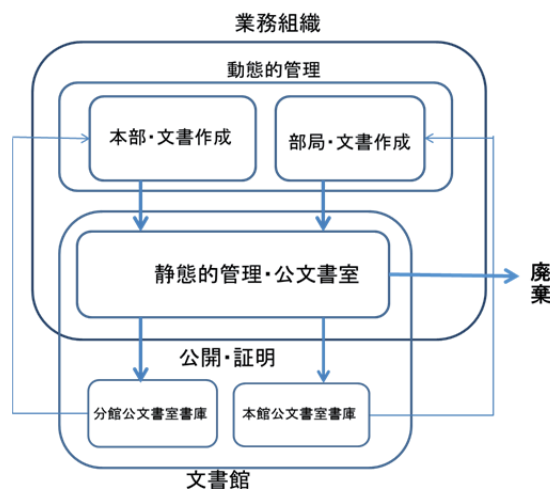 業務組織
動態的管理
本部・文書作成
部局・文書作成
静態的管理・公文書室
廃棄
公開・証明
分館公文書室書庫
本館公文書室書庫
文書館